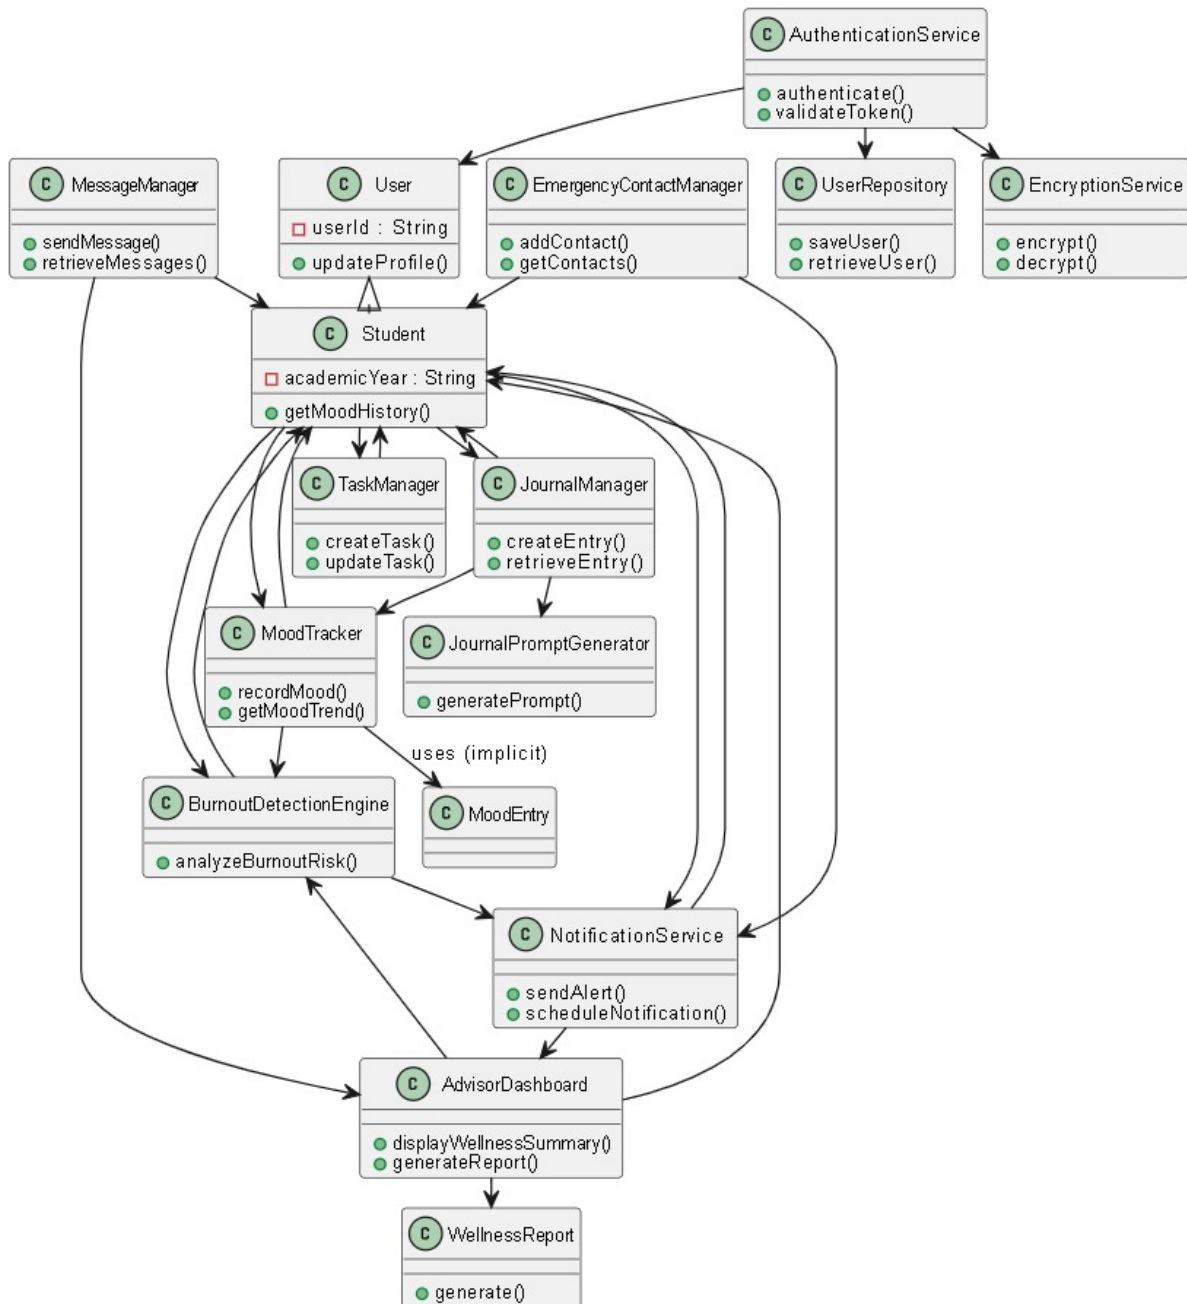 C AuthenticationService
authenticate()
validateToken()
C MessageManager
sendMessage()
retrieveMessages()
C User
userId : String
updateProfile()
C EmergencyContactManager
addContact()
getContacts()
C UserRepository
saveUser()
retrieveUser()
C EncryptionService
encrypt()
decrypt()
C Student
academicYear : String
getMoodHistory()
C TaskManager
createTask()
updateTask()
C JournalManager
createEntry()
retrieveEntry()
C MoodTracker
recordMood()
getMoodTrend()
C JournalPromptGenerator
generatePrompt()
uses (implicit)
C BurnoutDetectionEngine
analyzeBurnoutRisk()
C MoodEntry
C NotificationService
sendAlert()
scheduleNotification()
C AdvisorDashboard
displayWellnessSummary()
generateReport()
C WellnessReport
generate()